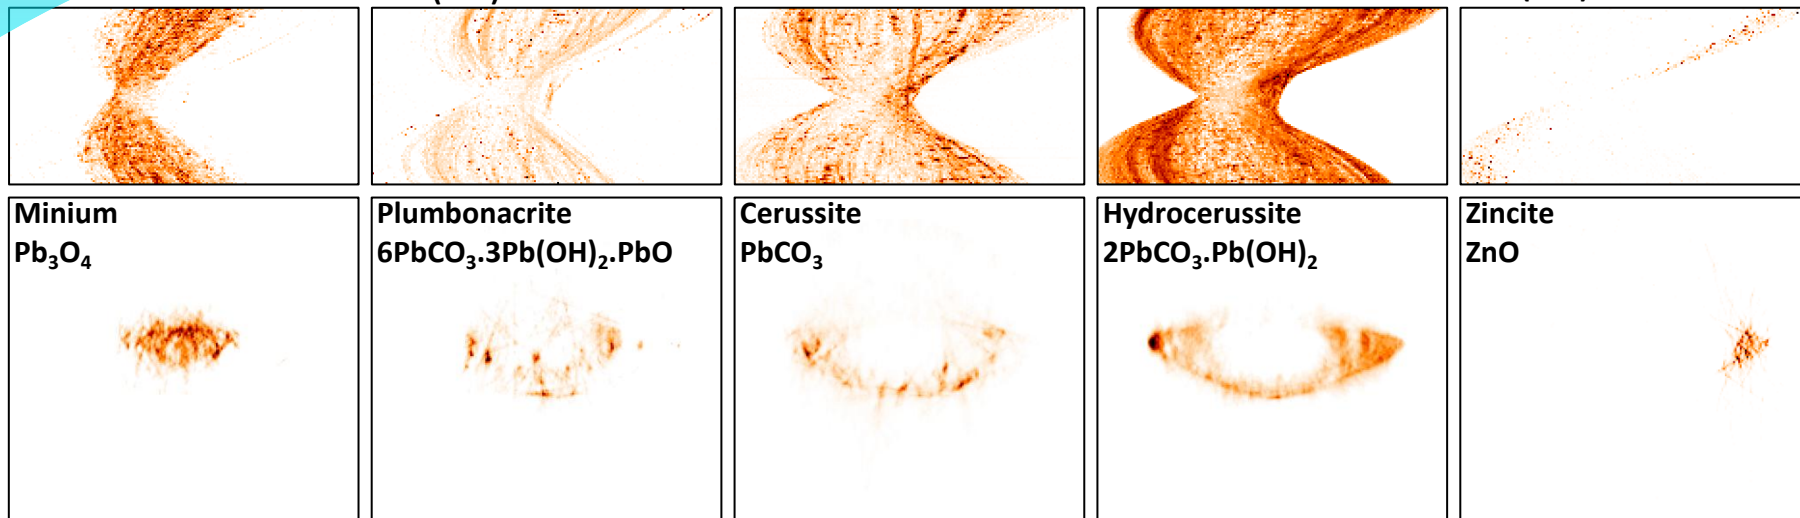 Minium
Pb₃O₄
Plumbonacrite
6PbCO₃.3Pb(OH)₂.PbO
Cerussite
PbCO₃
Hydrocerussite
2PbCO₃.Pb(OH)₂
Zincite
ZnO